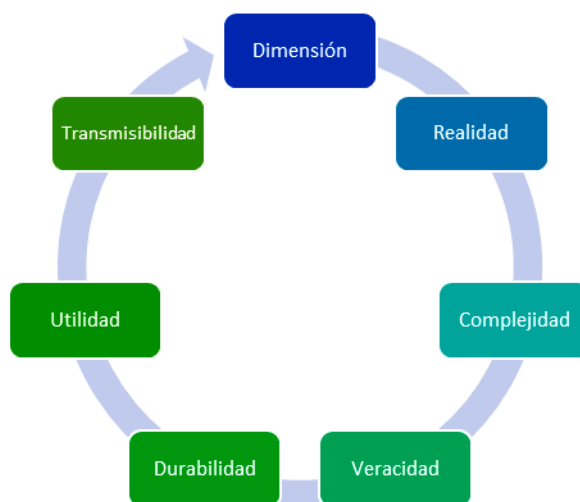 Dimensión
Realidad
Complejidad
Veracidad
Durabilidad
Utilidad
Transmisibilidad